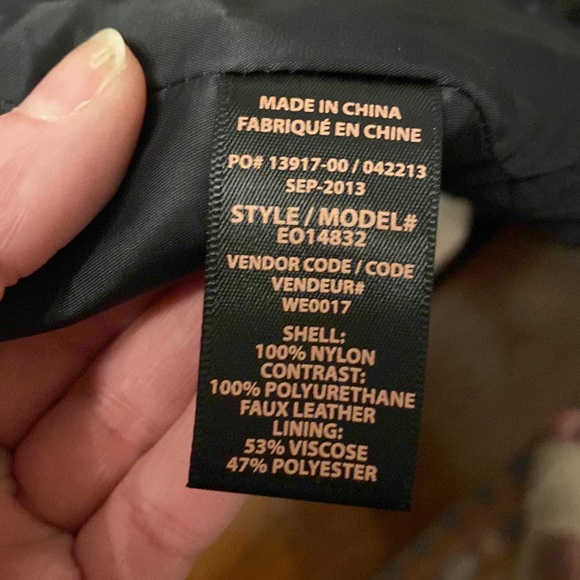 MADE IN CHINA
FABRIQUÉ EN CHINE
PO# 13917-00 / 042213
SEP-2013
STYLE / MODEL#
EO14832
VENDOR CODE / CODE
VENDEUR#
WE0017
SHELL:
100% NYLON
CONTRAST:
100% POLYURETHANE
FAUX LEATHER
LINING:
53% VISCOSE
47% POLYESTER